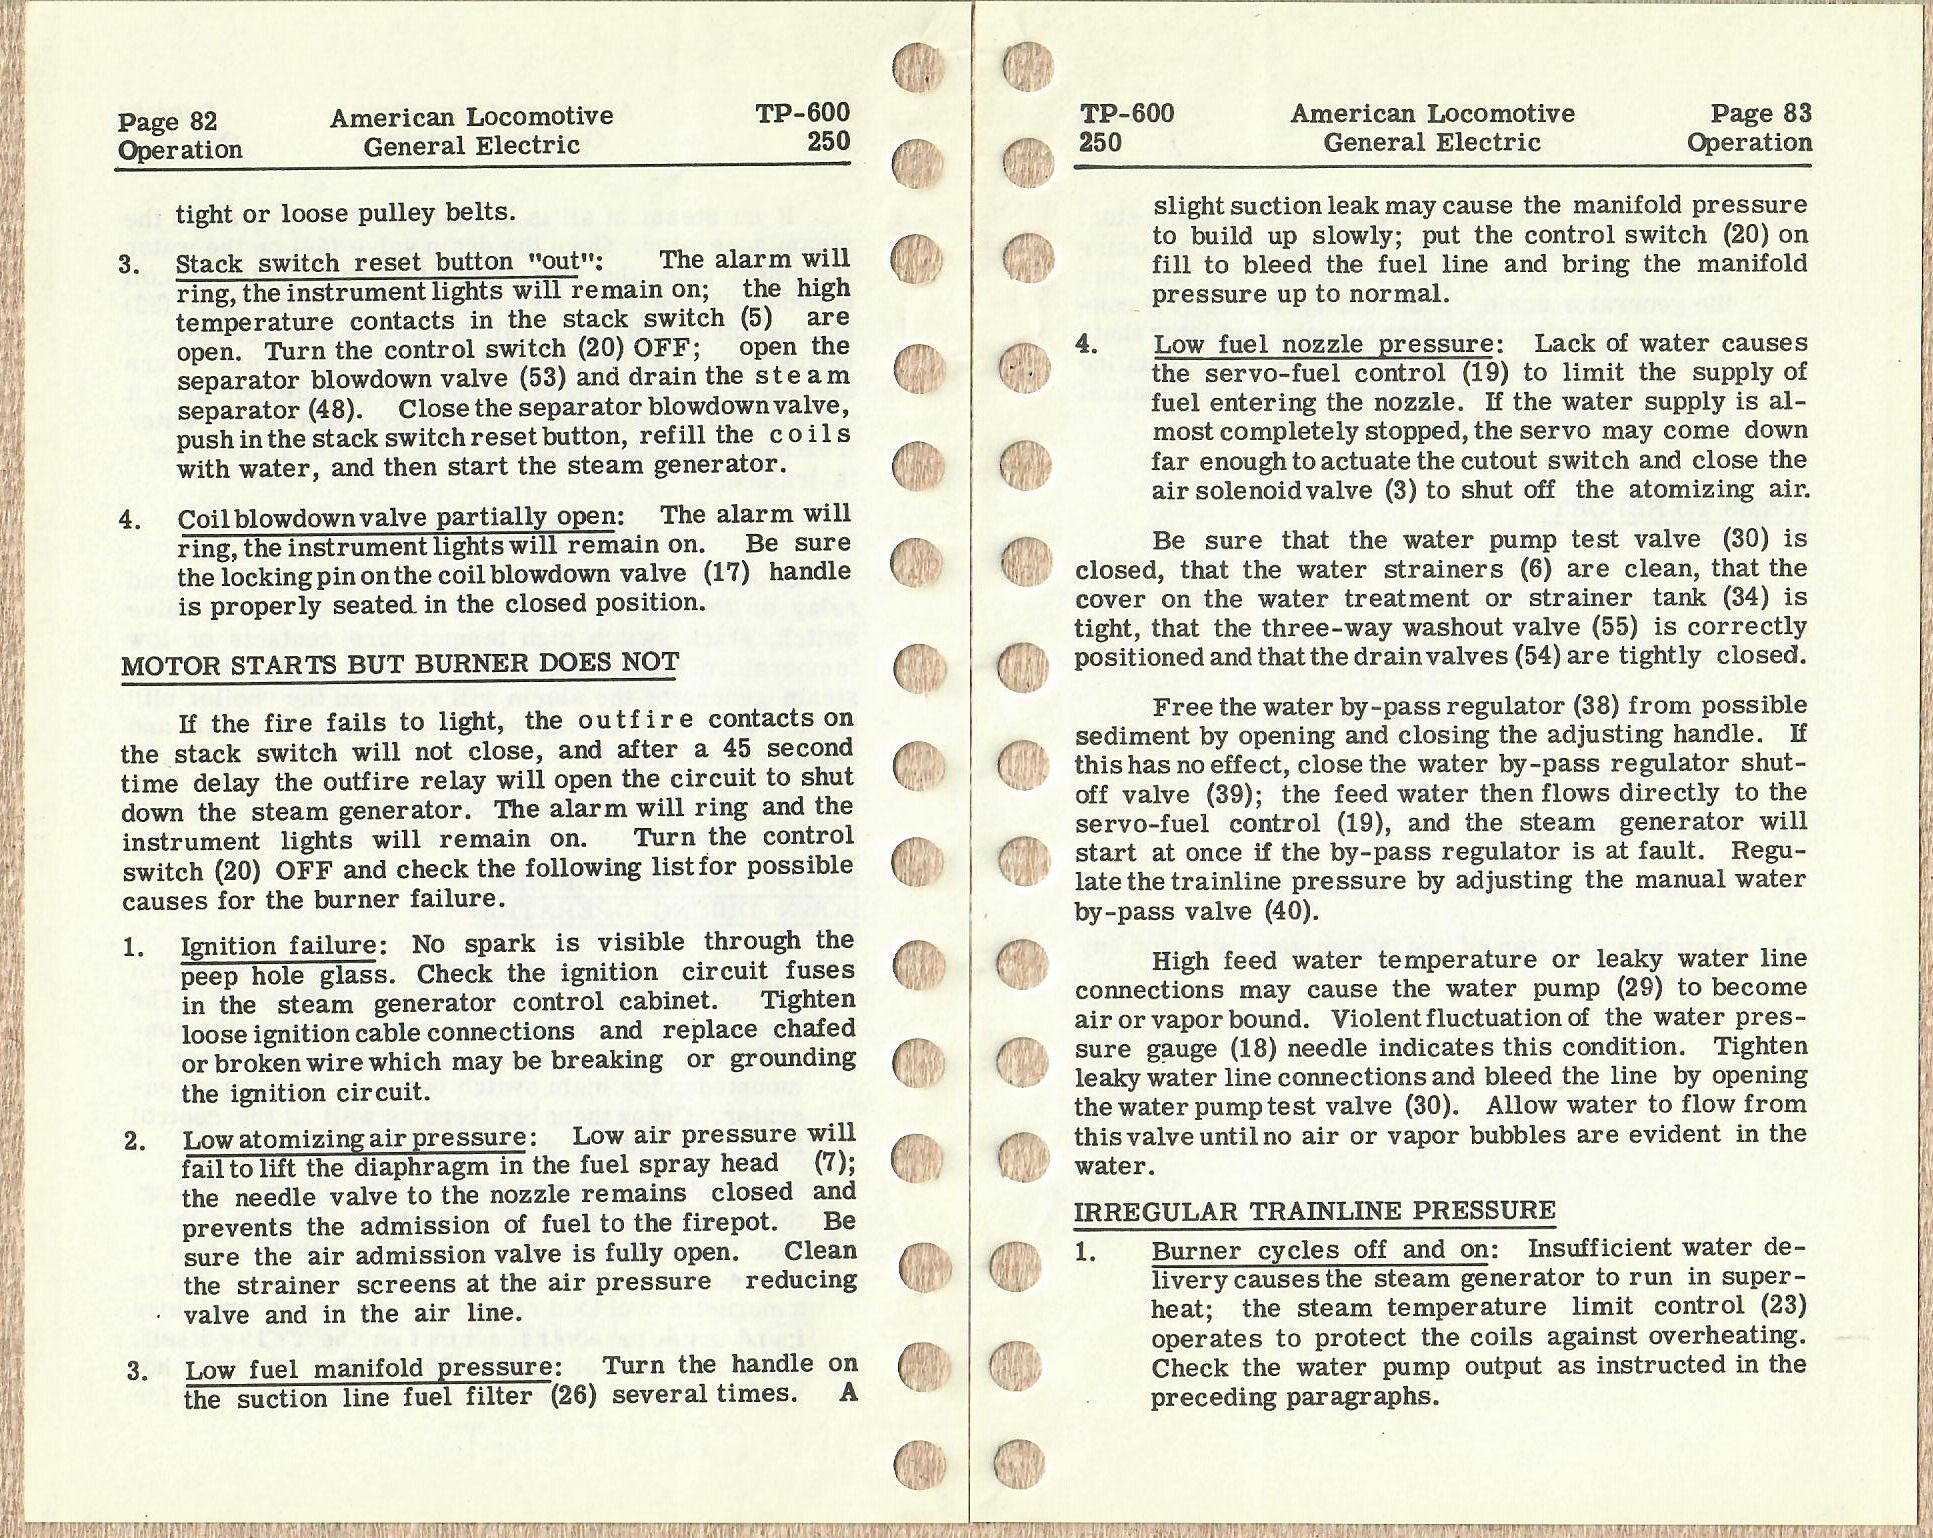 Page 82 American Locomotive TP-600
Operation General Electric 250
tight or loose pulley belts.
3. Stack switch reset button "out": The alarm will
ring, the instrument lights will remain on; the high
temperature contacts in the stack switch (5) are
open. Turn the control switch (20) OFF; open the
separator blowdown valve (53) and drain the steam
separator (48). Close the separator blowdown valve,
push in the stack switch reset button, refill the coils
with water, and then start the steam generator.
4. Coil blowdown valve partially open: The alarm will
ring, the instrument lights will remain on. Be sure
the locking pin on the coil blowdown valve (17) handle
is properly seated in the closed position.
MOTOR STARTS BUT BURNER DOES NOT
If the fire fails to light, the outfire contacts on
the stack switch will not close, and after a 45 second
time delay the outfire relay will open the circuit to shut
down the steam generator. The alarm will ring and the
instrument lights will remain on. Turn the control
switch (20) OFF and check the following list for possible
causes for the burner failure.
1. Ignition failure: No spark is visible through the
peep hole glass. Check the ignition circuit fuses
in the steam generator control cabinet. Tighten
loose ignition cable connections and replace chafed
or broken wire which may be breaking or grounding
the ignition circuit.
2. Low atomizing air pressure: Low air pressure will
fail to lift the diaphragm in the fuel spray head (7);
the needle valve to the nozzle remains closed and
prevents the admission of fuel to the firepot. Be
sure the air admission valve is fully open. Clean
the strainer screens at the air pressure reducing
valve and in the air line.
3. Low fuel manifold pressure: Turn the handle on
the suction line fuel filter (26) several times. A
TP-600 American Locomotive Page 83
250 General Electric Operation
slight suction leak may cause the manifold pressure
to build up slowly; put the control switch (20) on
fill to bleed the fuel line and bring the manifold
pressure up to normal.
4. Low fuel nozzle pressure: Lack of water causes
the servo-fuel control (19) to limit the supply of
fuel entering the nozzle. If the water supply is al-
most completely stopped, the servo may come down
far enough to actuate the cutout switch and close the
air solenoid valve (3) to shut off the atomizing air.
Be sure that the water pump test valve (30) is
closed, that the water strainers (6) are clean, that the
cover on the water treatment or strainer tank (34) is
tight, that the three-way washout valve (55) is correctly
positioned and that the drain valves (54) are tightly closed.
Free the water by-pass regulator (38) from possible
sediment by opening and closing the adjusting handle. If
this has no effect, close the water by-pass regulator shut-
off valve (39); the feed water then flows directly to the
servo-fuel control (19), and the steam generator will
start at once if the by-pass regulator is at fault. Regu-
late the trainline pressure by adjusting the manual water
by-pass valve (40).
High feed water temperature or leaky water line
connections may cause the water pump (29) to become
air or vapor bound. Violent fluctuation of the water pres-
sure gauge (18) needle indicates this condition. Tighten
leaky water line connections and bleed the line by opening
the water pump test valve (30). Allow water to flow from
this valve until no air or vapor bubbles are evident in the
water.
IRREGULAR TRAINLINE PRESSURE
1. Burner cycles off and on: Insufficient water de-
livery causes the steam generator to run in super-
heat; the steam temperature limit control (23)
operates to protect the coils against overheating.
Check the water pump output as instructed in the
preceding paragraphs.